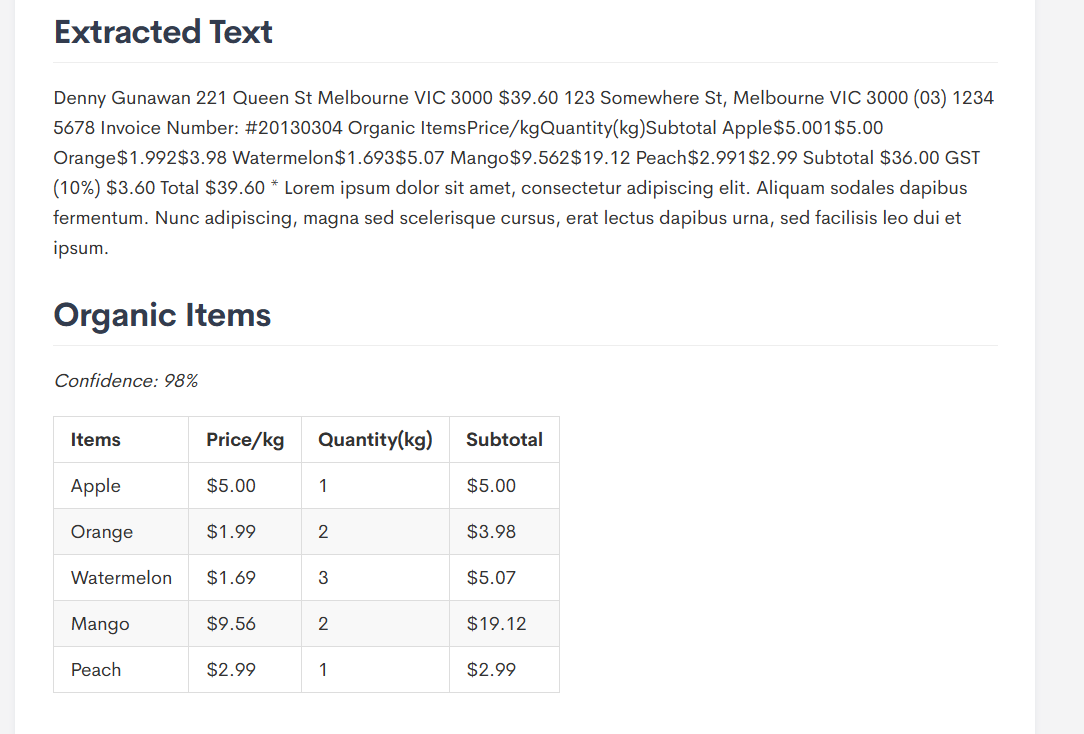 Extracted Text
Denny Gunawan 221 Queen St Melbourne VIC 3000 $39.60 123 Somewhere St, Melbourne VIC 3000 (03) 1234
5678 Invoice Number: #20130304 Organic ItemsPrice/kgQuantity(kg)Subtotal Apple$5.001$5.00
Orange$1.992$3.98 Watermelon$1.693$5.07 Mango$9.562$19.12 Peach$2.991$2.99 Subtotal $36.00 GST
(10%) $3.60 Total $39.60 * Lorem ipsum dolor sit amet, consectetur adipiscing elit. Aliquam sodales dapibus
fermentum. Nunc adipiscing, magna sed scelerisque cursus, erat lectus dapibus urna, sed facilisis leo dui et
ipsum.
Organic Items
Confidence: 98%
Items Price/kg Quantity(kg) Subtotal
Apple $5.00 1 $5.00
Orange $1.99 2 $3.98
Watermelon $1.69 3 $5.07
Mango $9.56 2 $19.12
Peach $2.99 1 $2.99